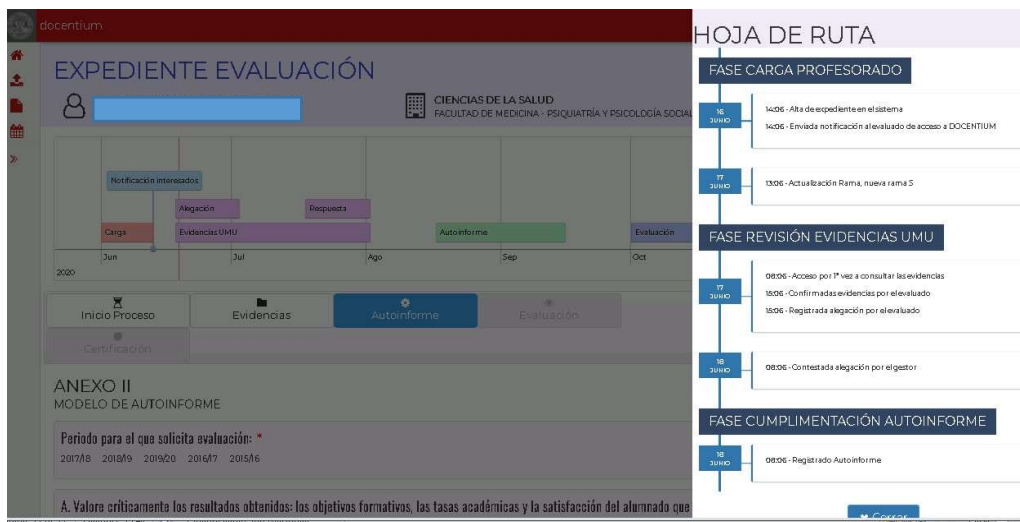 docentium
EXPEDIENTE EVALUACIÓN
CIENCIAS DE LA SALUD
FACULTAD DE MEDICINA - PSIQUIATRÍA Y PSICOLOGÍA SOCIAL
Notificación interesados
Alegación
Respuesta
Carga
Evidencias UMU
Autoinforme
Evaluación
Jun
Jul
Ago
Sep
Oct
2020
Inicio Proceso
Evidencias
Autoinforme
Evaluación
Certificación
ANEXO II
MODELO DE AUTOINFORME
Periodo para el que solicita evaluación: *
2017/18 2018/19 2019/20 2016/17 2015/16
A. Valore críticamente los resultados obtenidos: los objetivos formativos, las tasas académicas y la satisfacción del alumnado que
HOJA DE RUTA
FASE CARGA PROFESORADO
16
JUNIO
14:06 - Alta de expediente en el sistema
14:06 - Enviada notificación al evaluado de acceso a DOCENTIUM
17
JUNIO
13:06 - Actualización Rama, nueva rama S
FASE REVISIÓN EVIDENCIAS UMU
17
JUNIO
08:06 - Acceso por 1ª vez a consultar las evidencias
15:06 - Confirmadas evidencias por el evaluado
15:06 - Registrada alegación por el evaluado
18
JUNIO
08:06 - Contestada alegación por el gestor
FASE CUMPLIMENTACIÓN AUTOINFORME
18
JUNIO
08:06 - Registrado Autoinforme
✖ Cerrar